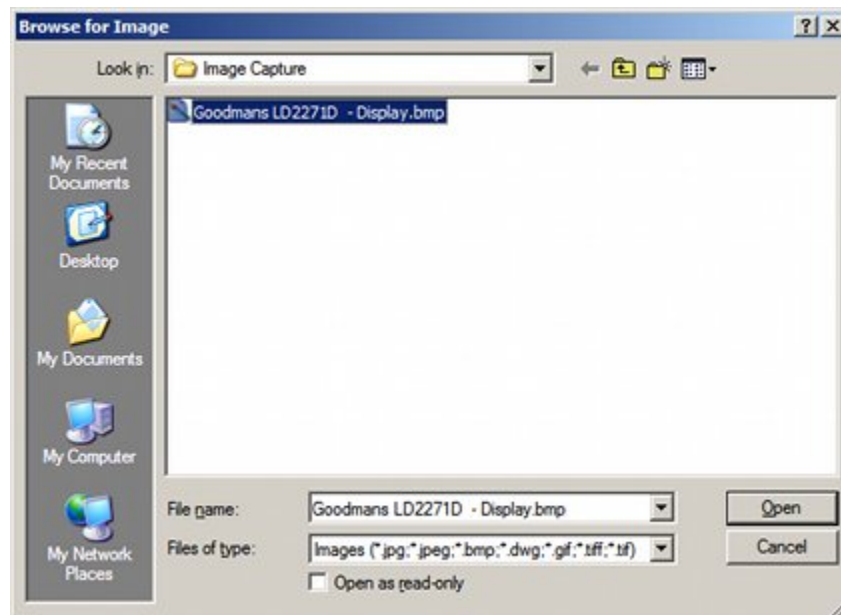 Browse for Image
Look in: Image Capture
Goodmans LD2271D - Display.bmp
My Recent
Documents
Desktop
My Documents
My Computer
My Network
Places
File name: Goodmans LD2271D - Display.bmp Open
Files of type: Images (*.jpg;*.jpeg;*.bmp;*.dwg;*.gif;*.tiff;*.tif) Cancel
Open as read-only